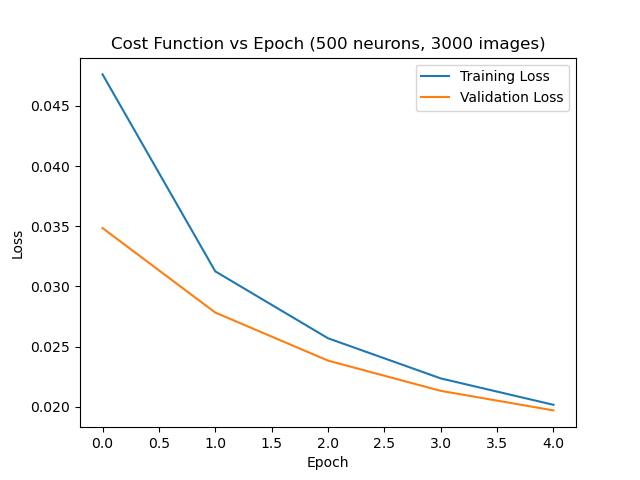 Cost Function vs Epoch (500 neurons, 3000 images)
Training Loss
Validation Loss
0.045
0.040
0.035
0.030
0.025
0.020
Loss
0.0 0.5 1.0 1.5 2.0 2.5 3.0 3.5 4.0
Epoch